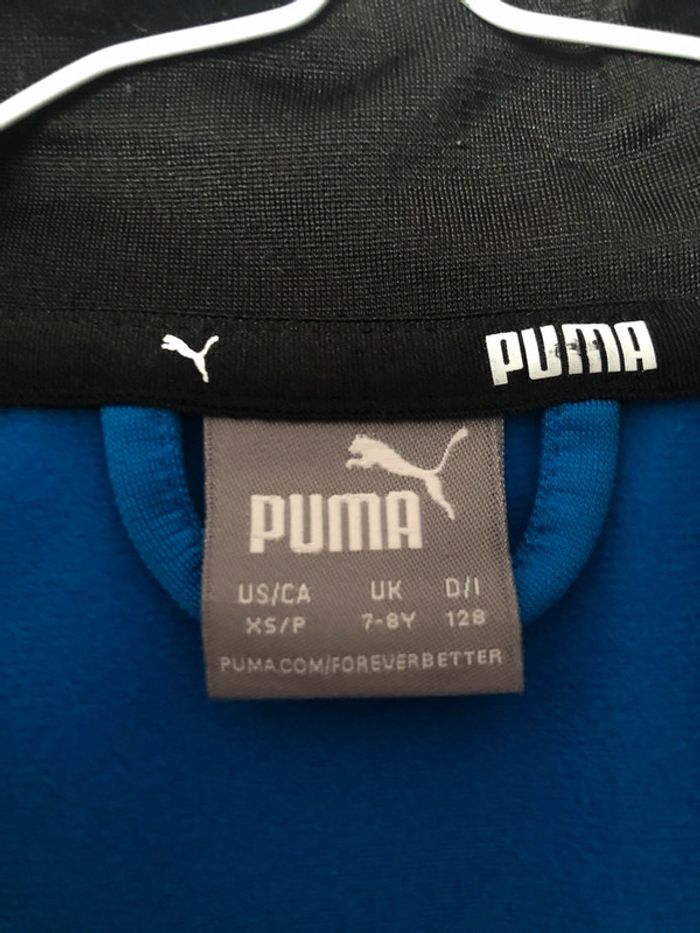 PUMA
PUMA
US/CA UK D/I
XS/P 7-8Y 128
PUMA.COM/FOREVERBETTER